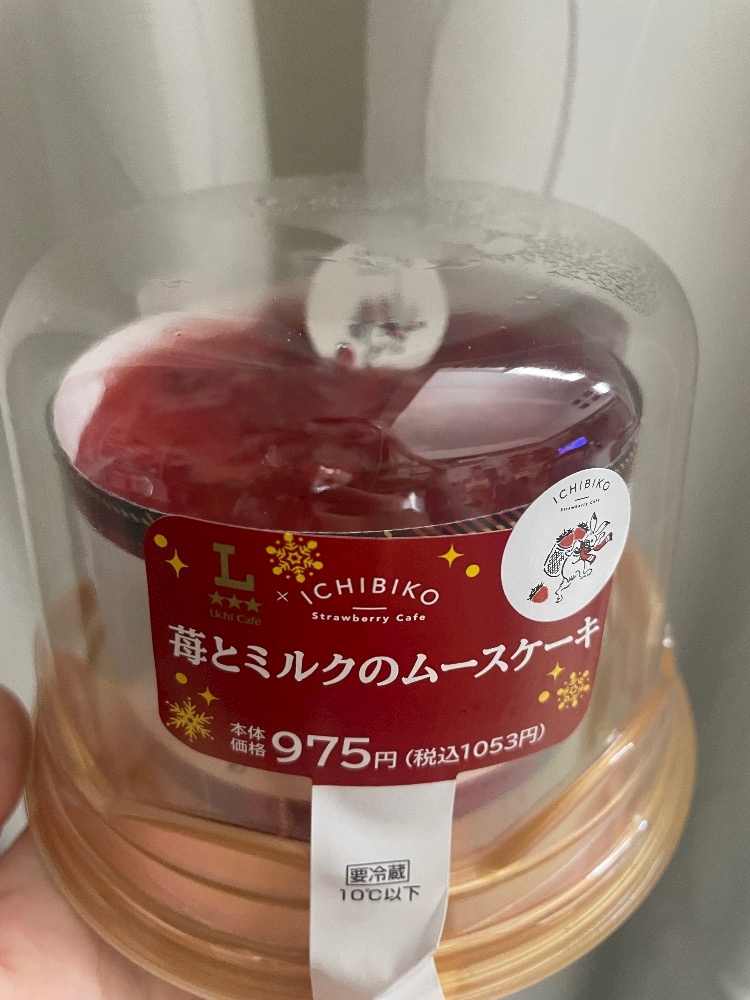 L
★★★
Uchi Café
×
ICHIBIKO
Strawberry Cafe
ICHIBIKO
Strawberry Cafe
苺とミルクのムースケーキ
本体
価格 975円 (税込1053円)
要冷蔵
10℃以下